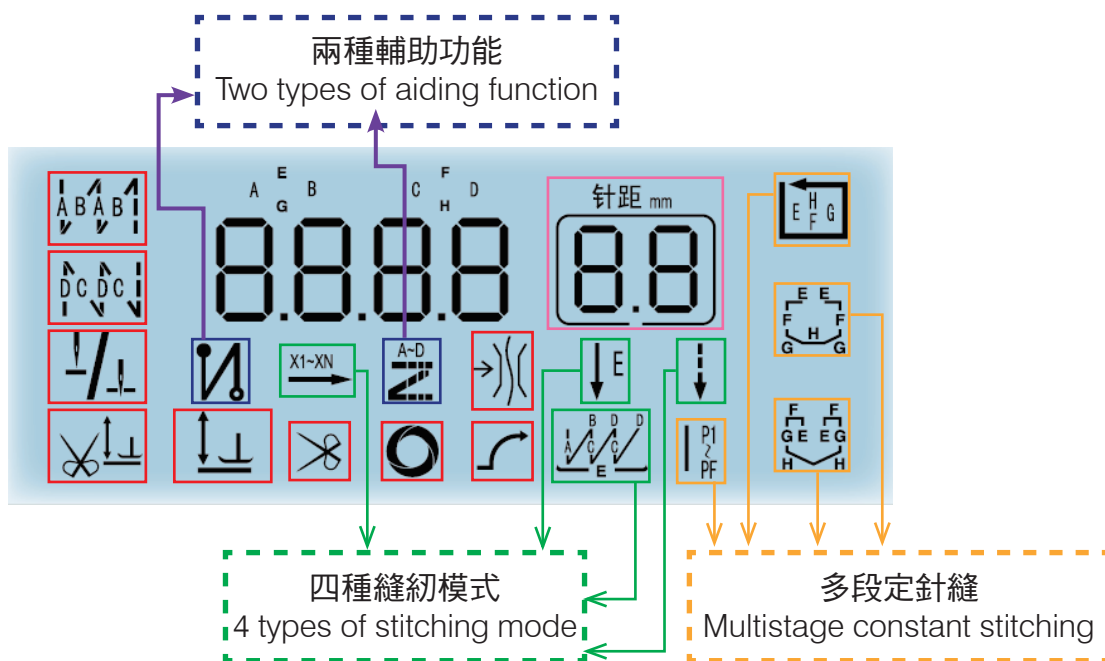 兩種輔助功能
Two types of aiding function
A B A B
A E B G
C F D H
针距 mm
E H F G
D C D C
8.8.8.8
8.8
E E
F F
H
G G
X1~XN
A~D
E
F F
G E E G
H H
B D D
A C C
E
P1
~
PF
四種縫紉模式
4 types of stitching mode
多段定針縫
Multistage constant stitching